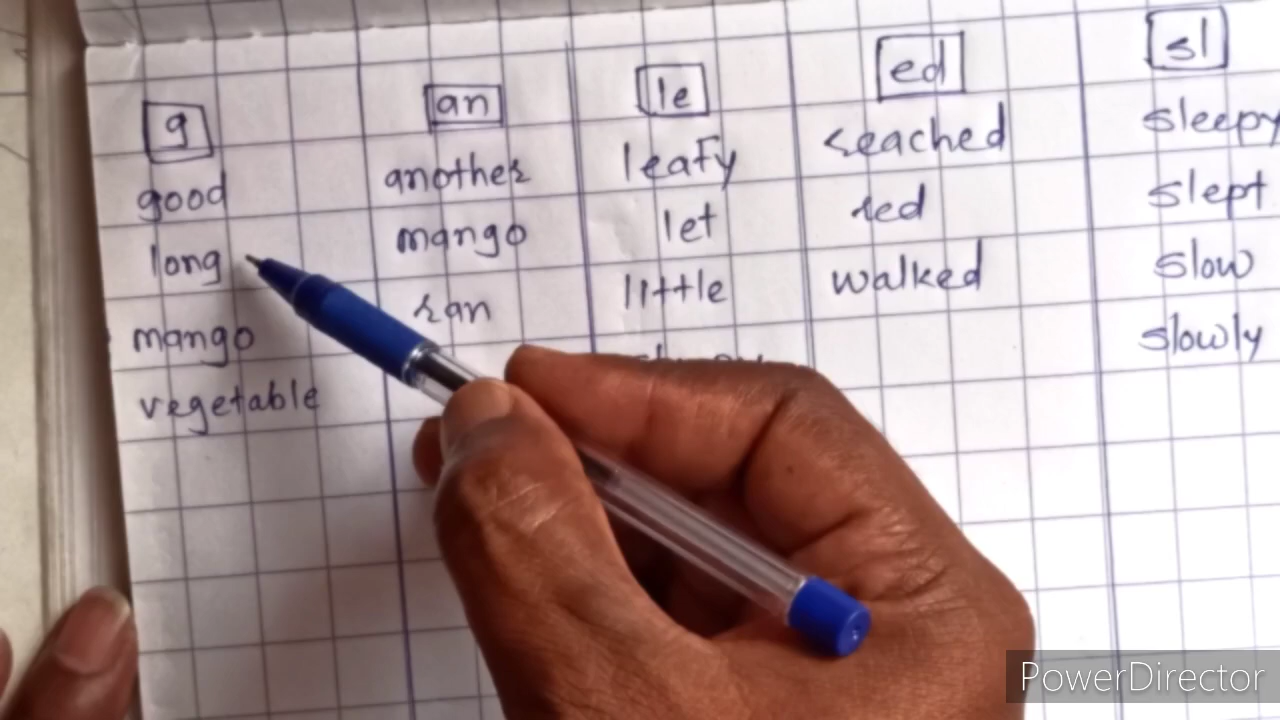 g
good
long
mango
vegetable
an
another
mango
ran
le
leafy
let
little
ed
reached
red
walked
sl
sleepy
slept
slow
slowly
PowerDirector